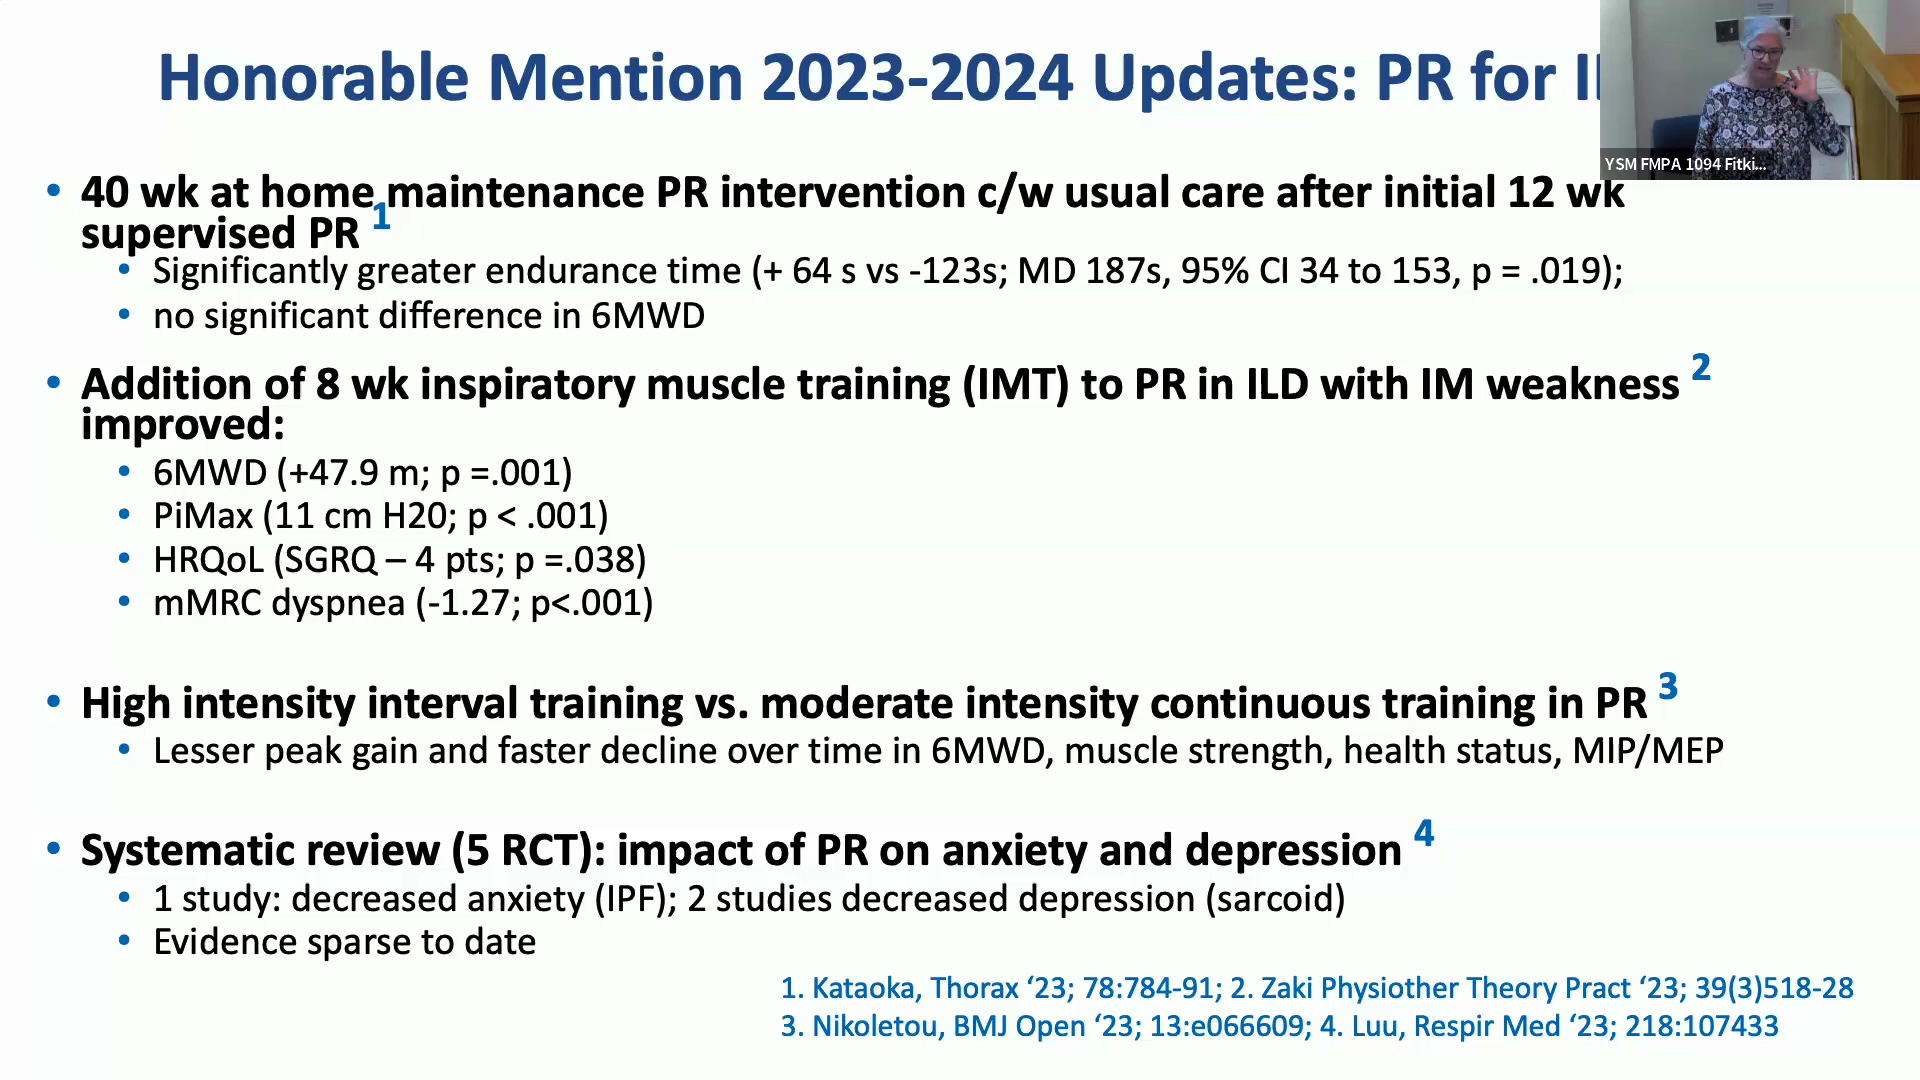 Honorable Mention 2023-2024 Updates: PR for
YSM FMPA 1094 Fitki...
• 40 wk at home maintenance PR intervention c/w usual care after initial 12 wk
supervised PR 1
• Significantly greater endurance time (+ 64 s vs -123s; MD 187s, 95% CI 34 to 153, p = .019);
• no significant difference in 6MWD
• Addition of 8 wk inspiratory muscle training (IMT) to PR in ILD with IM weakness 2
improved:
• 6MWD (+47.9 m; p =.001)
• PiMax (11 cm H20; p < .001)
• HRQoL (SGRQ – 4 pts; p =.038)
• mMRC dyspnea (-1.27; p<.001)
• High intensity interval training vs. moderate intensity continuous training in PR 3
• Lesser peak gain and faster decline over time in 6MWD, muscle strength, health status, MIP/MEP
• Systematic review (5 RCT): impact of PR on anxiety and depression 4
• 1 study: decreased anxiety (IPF); 2 studies decreased depression (sarcoid)
• Evidence sparse to date
1. Kataoka, Thorax ‘23; 78:784-91; 2. Zaki Physiother Theory Pract ‘23; 39(3)518-28
3. Nikoletou, BMJ Open ‘23; 13:e066609; 4. Luu, Respir Med ‘23; 218:107433